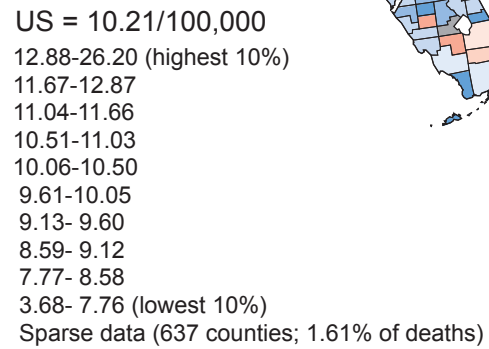 US = 10.21/100,000
12.88-26.20 (highest 10%)
11.67-12.87
11.04-11.66
10.51-11.03
10.06-10.50
9.61-10.05
9.13- 9.60
8.59- 9.12
7.77- 8.58
3.68- 7.76 (lowest 10%)
Sparse data (637 counties; 1.61% of deaths)